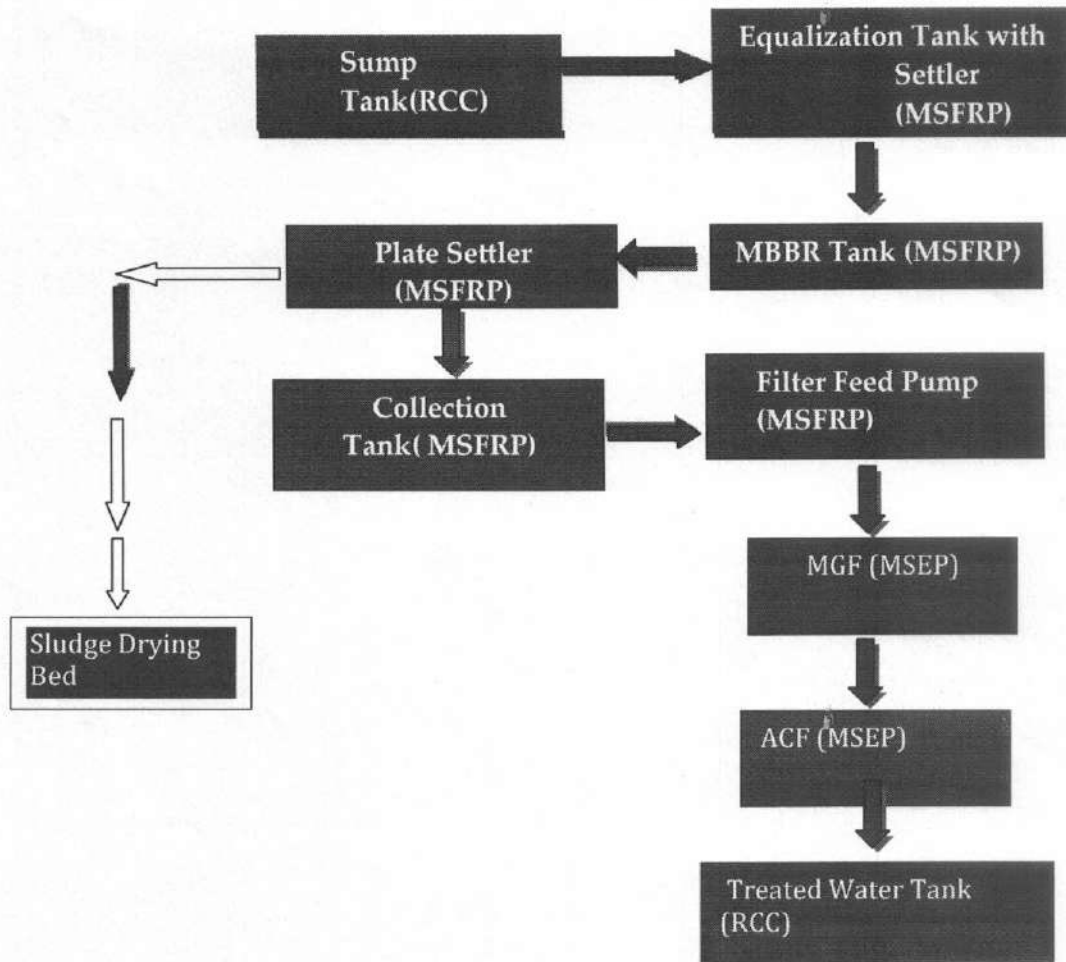 Sump
Tank(RCC)
Equalization Tank with
Settler
(MSFRP)
Plate Settler
(MSFRP)
MBBR Tank (MSFRP)
Collection
Tank( MSFRP)
Filter Feed Pump
(MSFRP)
MGF (MSEP)
Sludge Drying
Bed
ACF (MSEP)
Treated Water Tank
(RCC)